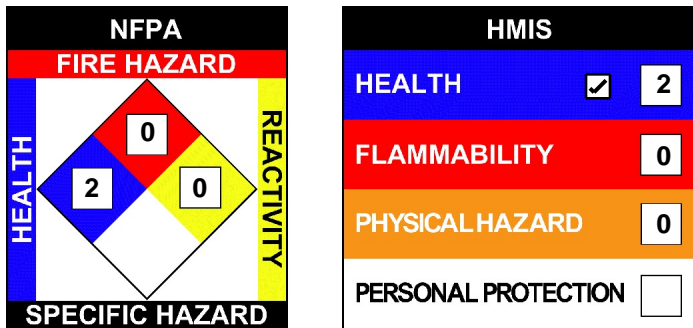 NFPA
FIRE HAZARD
HEALTH
0
2
0
REACTIVITY
SPECIFIC HAZARD
HMIS
HEALTH 2
FLAMMABILITY 0
PHYSICAL HAZARD 0
PERSONAL PROTECTION